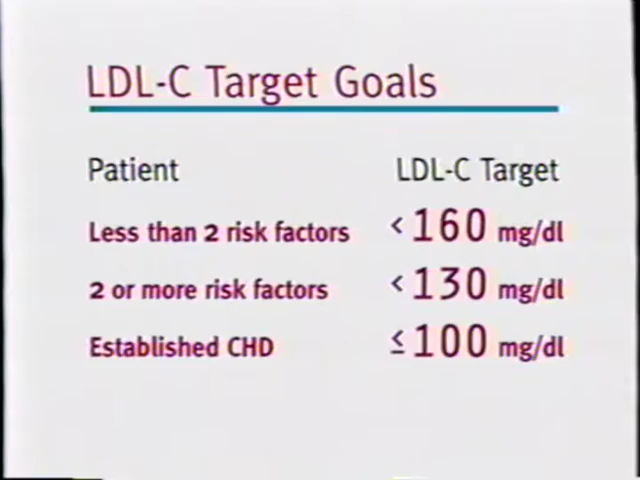 LDL-C Target Goals
Patient LDL-C Target
Less than 2 risk factors < 160 mg/dl
2 or more risk factors < 130 mg/dl
Established CHD ≤ 100 mg/dl